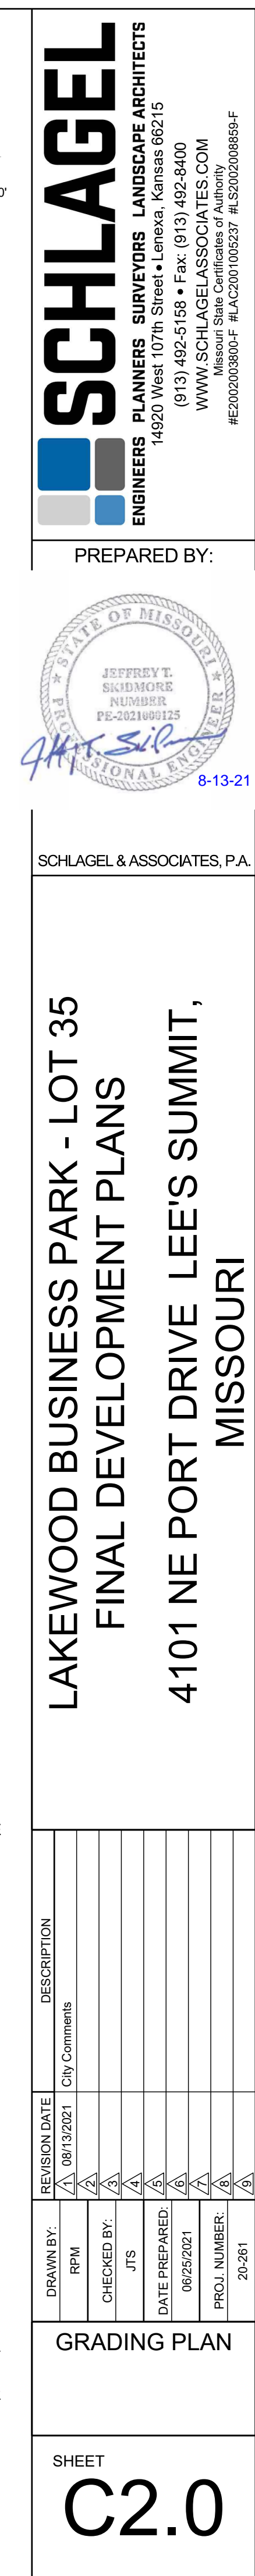 0'
SCHLAGEL
ENGINEERS PLANNERS SURVEYORS LANDSCAPE ARCHITECTS
14920 West 107th Street • Lenexa, Kansas 66215
(913) 492-5158 • Fax: (913) 492-8400
WWW.SCHLAGELASSOCIATES.COM
Missouri State Certificates of Authority
#E2002003800-F #LAC2001005237 #LS2002008859-F
PREPARED BY:
STATE OF MISSOURI
JEFFREY T.
SKIDMORE
NUMBER
PE-2021000125
PROFESSIONAL ENGINEER
8-13-21
SCHLAGEL & ASSOCIATES, P.A.
LAKEWOOD BUSINESS PARK - LOT 35
FINAL DEVELOPMENT PLANS
4101 NE PORT DRIVE LEE'S SUMMIT,
MISSOURI
REVISION DATE DESCRIPTION
1 08/13/2021 City Comments
2
3
4
5
6
7
8
9
DRAWN BY:
RPM
CHECKED BY:
JTS
DATE PREPARED:
06/25/2021
PROJ. NUMBER:
20-261
GRADING PLAN
SHEET
C2.0